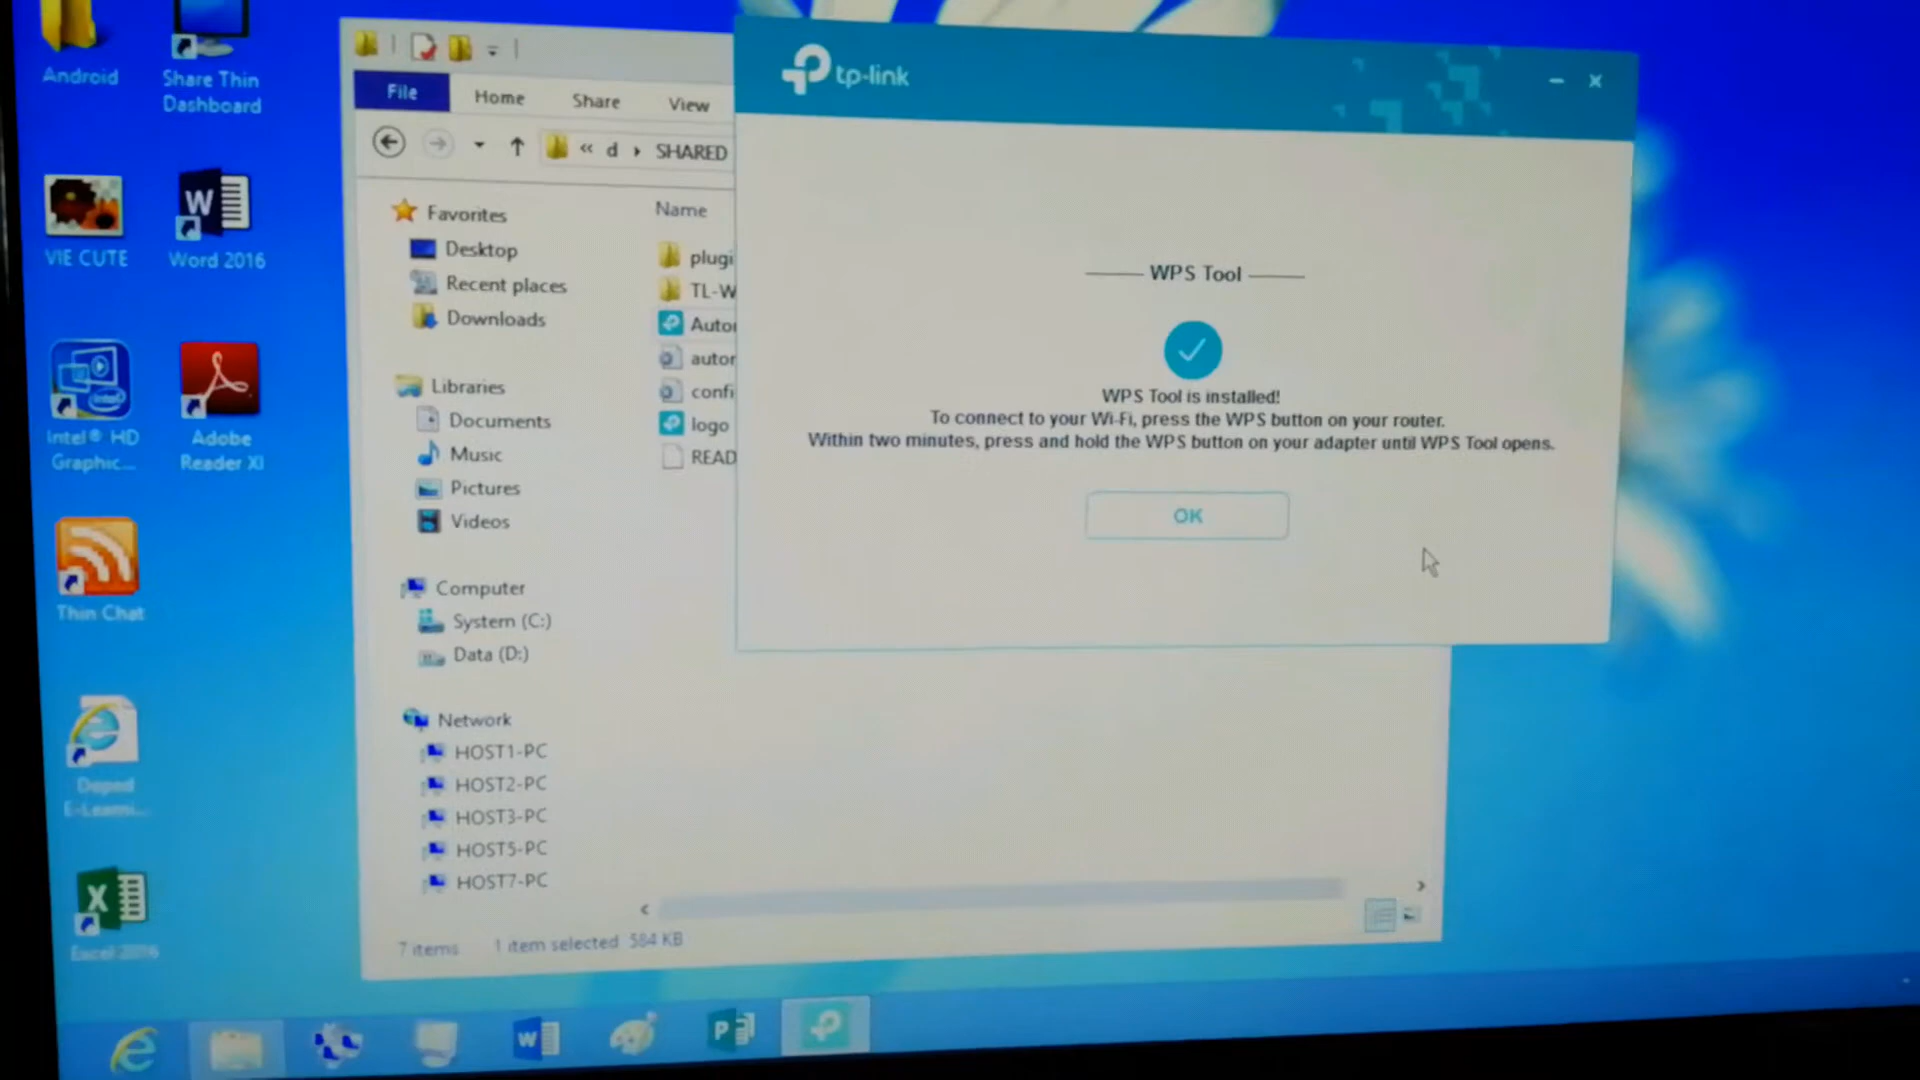 Android
Share Thin
Dashboard
VIE CUTE
Word 2016
Intel® HD
Graphic...
Adobe
Reader XI
Thin Chat
Deped
E-Learni...
Excel 2016
File
Home
Share
View
« d ▸ SHARED
Favorites
Desktop
Recent places
Downloads
Libraries
Documents
Music
Pictures
Videos
Computer
System (C:)
Data (D:)
Network
HOST1-PC
HOST2-PC
HOST3-PC
HOST5-PC
HOST7-PC
Name
plugi
TL-W
Autor
autor
confi
logo
READ
7 items
1 item selected 584 KB
tp-link
WPS Tool
WPS Tool is installed!
To connect to your Wi-Fi, press the WPS button on your router.
Within two minutes, press and hold the WPS button on your adapter until WPS Tool opens.
OK